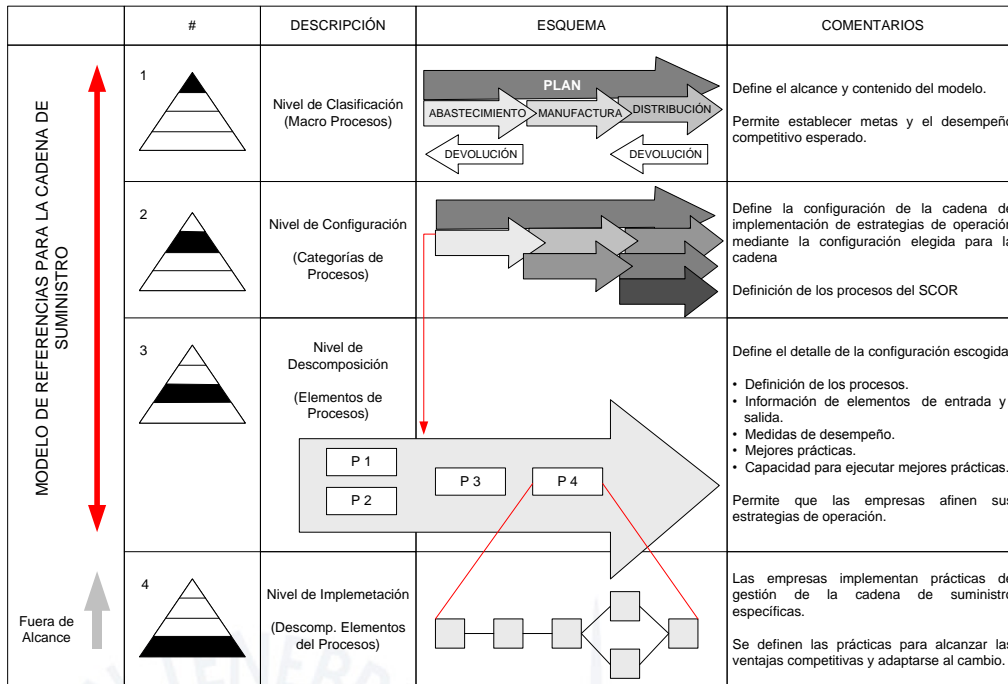 #
DESCRIPCIÓN
ESQUEMA
COMENTARIOS
MODELO DE REFERENCIAS PARA LA CADENA DE
SUMINISTRO
1
Nivel de Clasificación
(Macro Procesos)
PLAN
ABASTECIMIENTO
MANUFACTURA
DISTRIBUCIÓN
DEVOLUCIÓN
DEVOLUCIÓN
Define el alcance y contenido del modelo.
Permite establecer metas y el desempeño
competitivo esperado.
2
Nivel de Configuración
(Categorías de
Procesos)
Define la configuración de la cadena de
implementación de estrategias de operación
mediante la configuración elegida para la
cadena
Definición de los procesos del SCOR
3
Nivel de
Descomposición
(Elementos de
Procesos)
P 1
P 2
P 3
P 4
Define el detalle de la configuración escogida
• Definición de los procesos.
• Información de elementos de entrada y
salida.
• Medidas de desempeño.
• Mejores prácticas.
• Capacidad para ejecutar mejores prácticas.
Permite que las empresas afinen sus
estrategias de operación.
Fuera de
Alcance
4
Nivel de Implemetación
(Descomp. Elementos
del Procesos)
Las empresas implementan prácticas de
gestión de la cadena de suministro
específicas.
Se definen las prácticas para alcanzar las
ventajas competitivas y adaptarse al cambio.